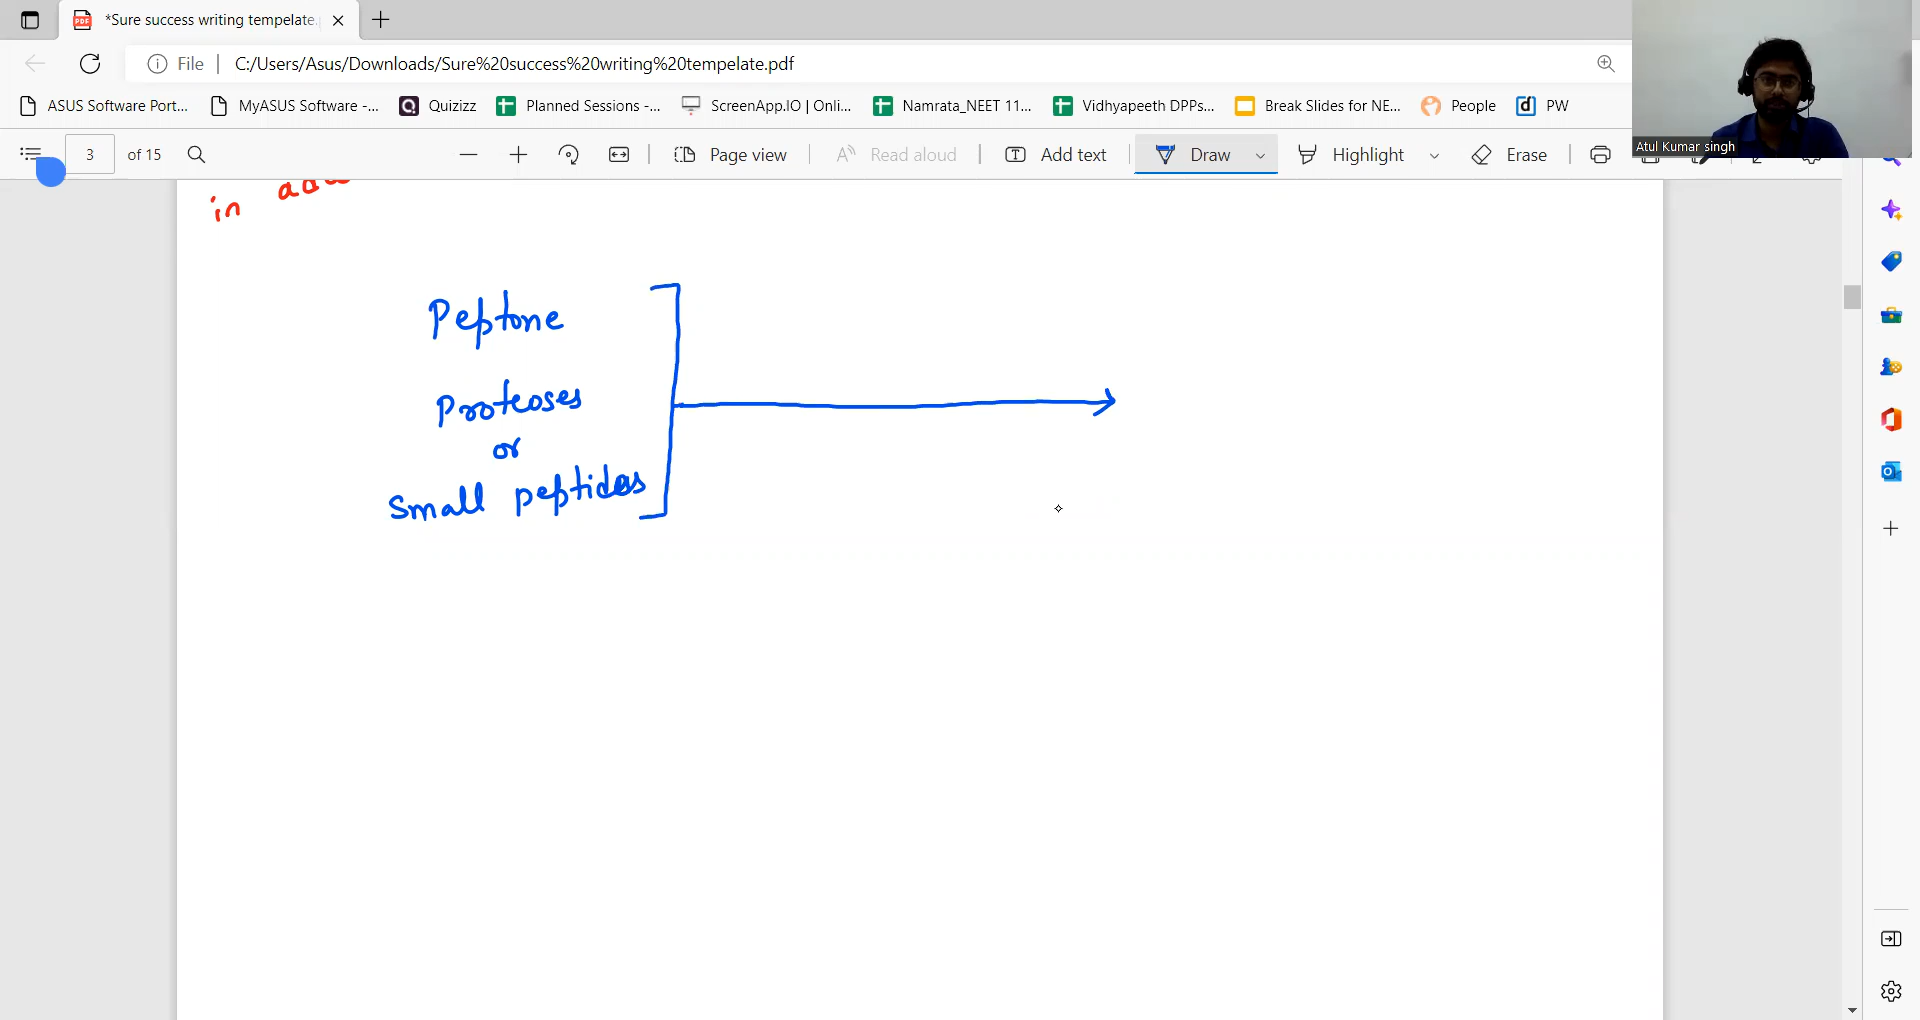 *Sure success writing tempelate.
File
C:/Users/Asus/Downloads/Sure%20success%20writing%20tempelate.pdf
ASUS Software Port...
MyASUS Software -...
Quizizz
Planned Sessions -...
ScreenApp.IO | Onli...
Namrata_NEET 11...
Vidhyapeeth DPPs...
Break Slides for NE...
People
PW
Atul Kumar singh
3 of 15
Page view
Read aloud
Add text
Draw
Highlight
Erase
in
Peptone
Proteoses
or
Small peptides